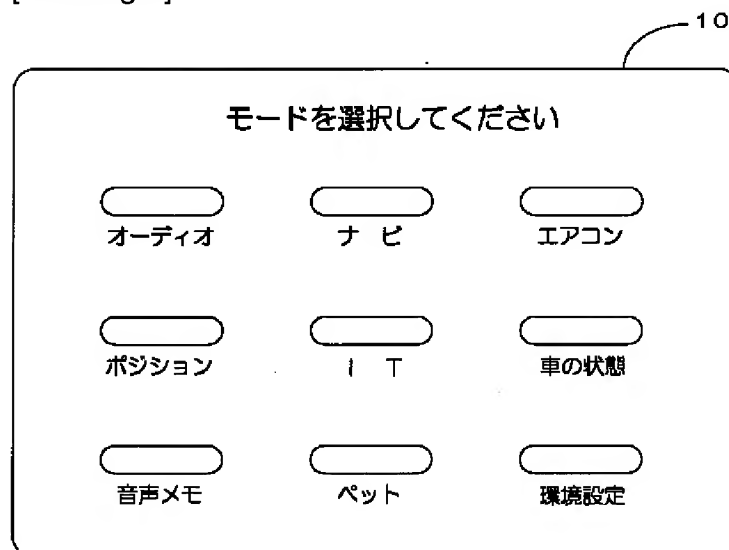 10
モードを選択してください
オーディオ ナ ビ エアコン
ポジション I T 車の状態
音声メモ ペット 環境設定